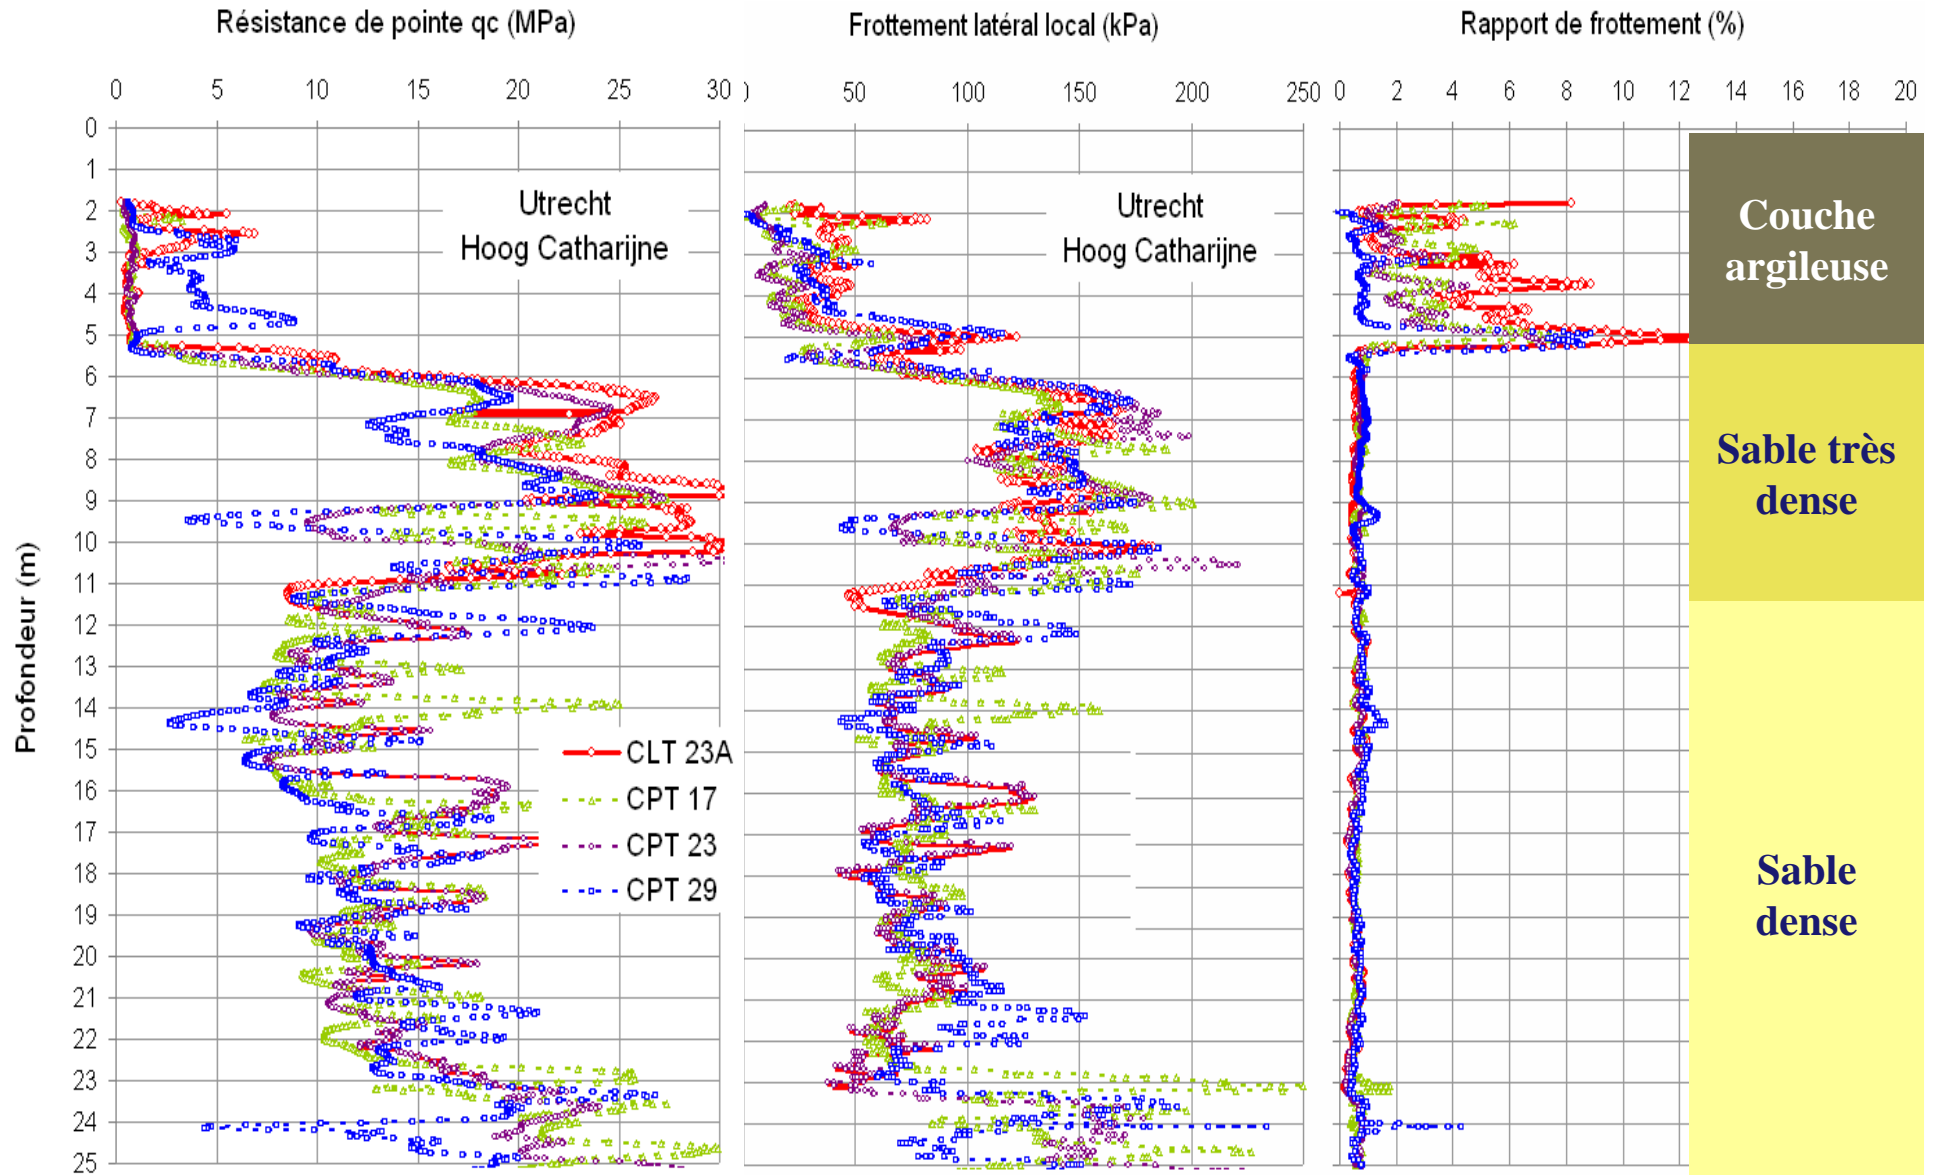 Résistance de pointe qc (MPa)
Frottement latéral local (kPa)
Rapport de frottement (%)
0 5 10 15 20 25 30
50 100 150 200 250
0 2 4 6 8 10 12 14 16 18 20
Profondeur (m)
0
1
2
3
4
5
6
7
8
9
10
11
12
13
14
15
16
17
18
19
20
21
22
23
24
25
Utrecht
Hoog Catharijne
CLT 23A
CPT 17
CPT 23
CPT 29
Utrecht
Hoog Catharijne
Couche
argileuse
Sable très
dense
Sable
dense